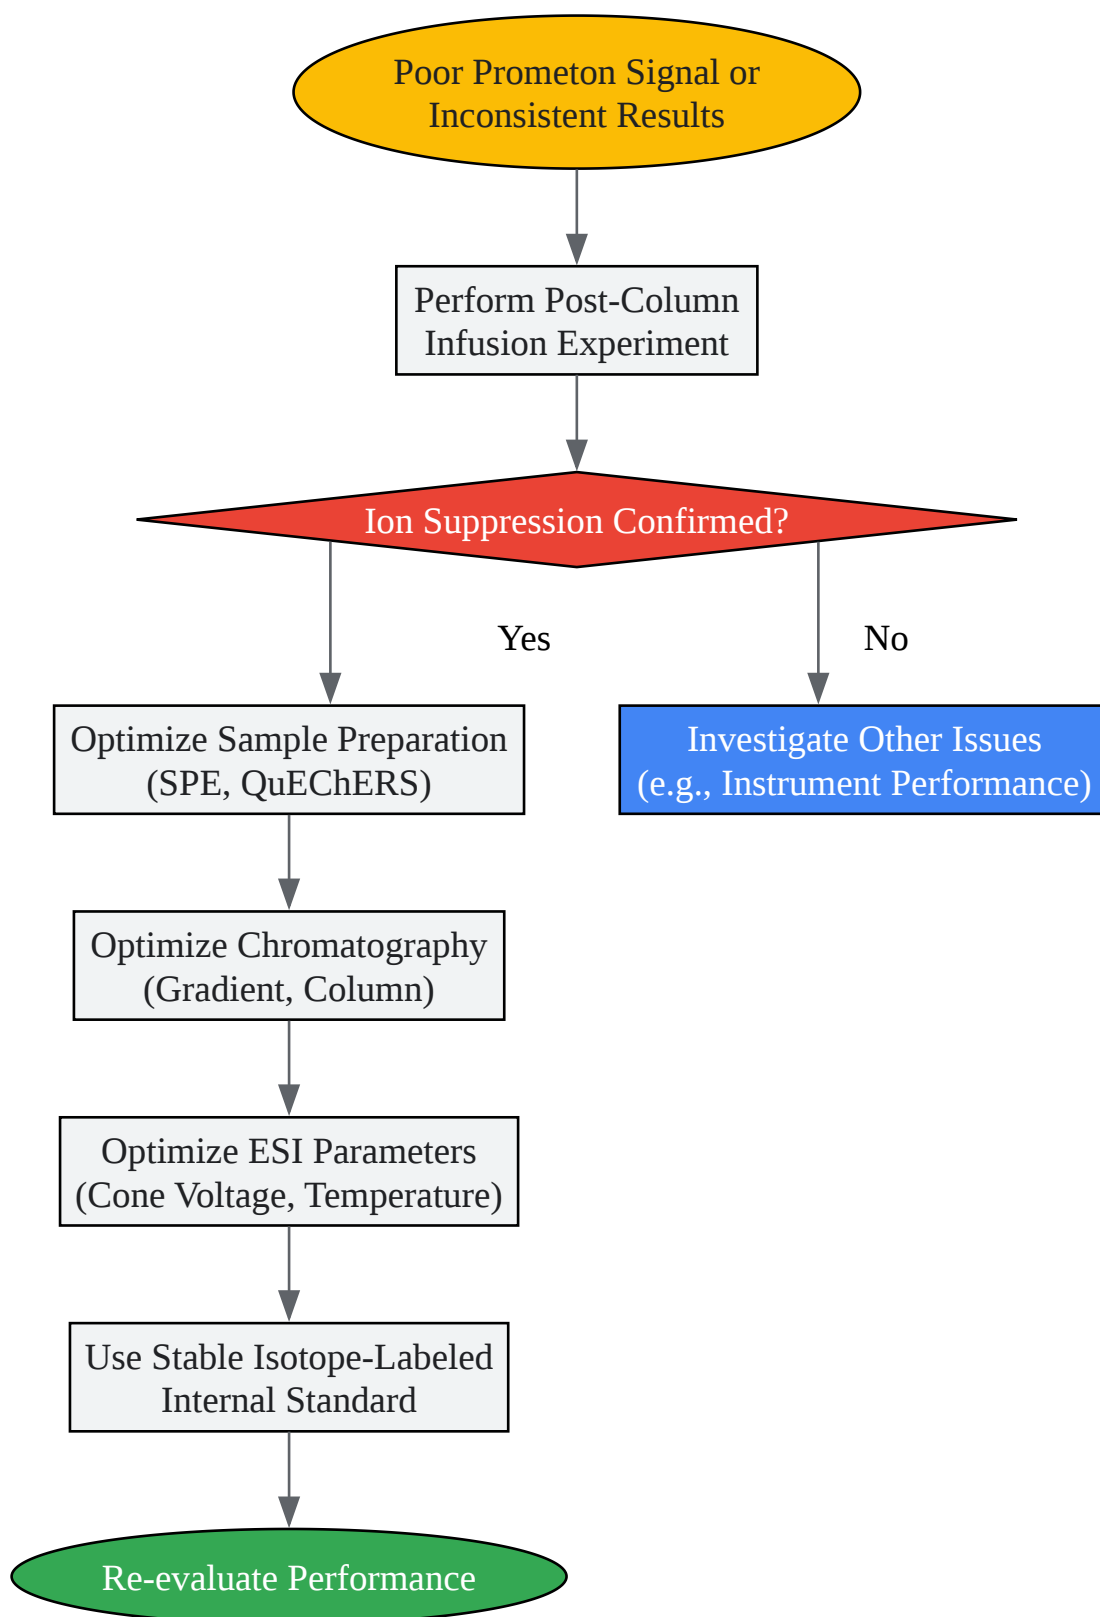 Poor Prometon Signal or
Inconsistent Results
Perform Post-Column
Infusion Experiment
Ion Suppression Confirmed?
Yes
No
Optimize Sample Preparation
(SPE, QuEChERS)
Investigate Other Issues
(e.g., Instrument Performance)
Optimize Chromatography
(Gradient, Column)
Optimize ESI Parameters
(Cone Voltage, Temperature)
Use Stable Isotope-Labeled
Internal Standard
Re-evaluate Performance